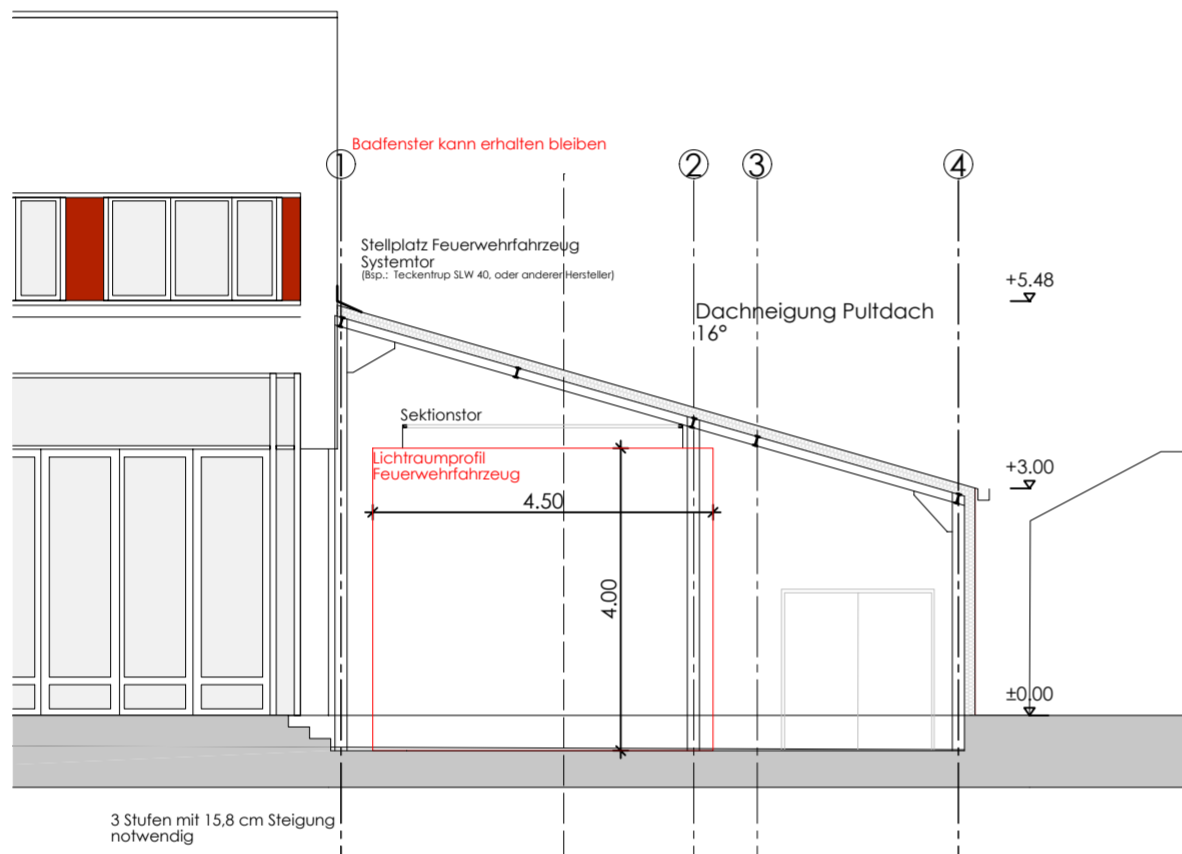 Badfenster kann erhalten bleiben
1
2
3
4
Stellplatz Feuerwehrfahrzeug
Systemtor
(Bsp.: Teckentrup SLW 40, oder anderer Hersteller)
+5.48
Dachneigung Pultdach
16°
Sektionstor
Lichtraumprofil
Feuerwehrfahrzeug
+3.00
4.50
4.00
±0.00
3 Stufen mit 15,8 cm Steigung
notwendig